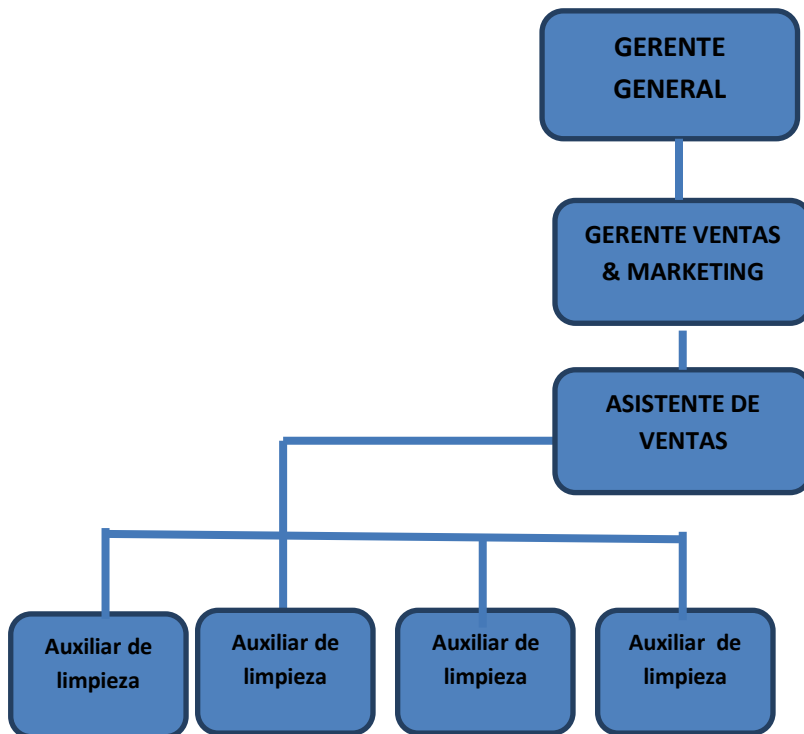 GERENTE
GENERAL
GERENTE VENTAS
& MARKETING
ASISTENTE DE
VENTAS
Auxiliar de
limpieza
Auxiliar de
limpieza
Auxiliar de
limpieza
Auxiliar de
limpieza